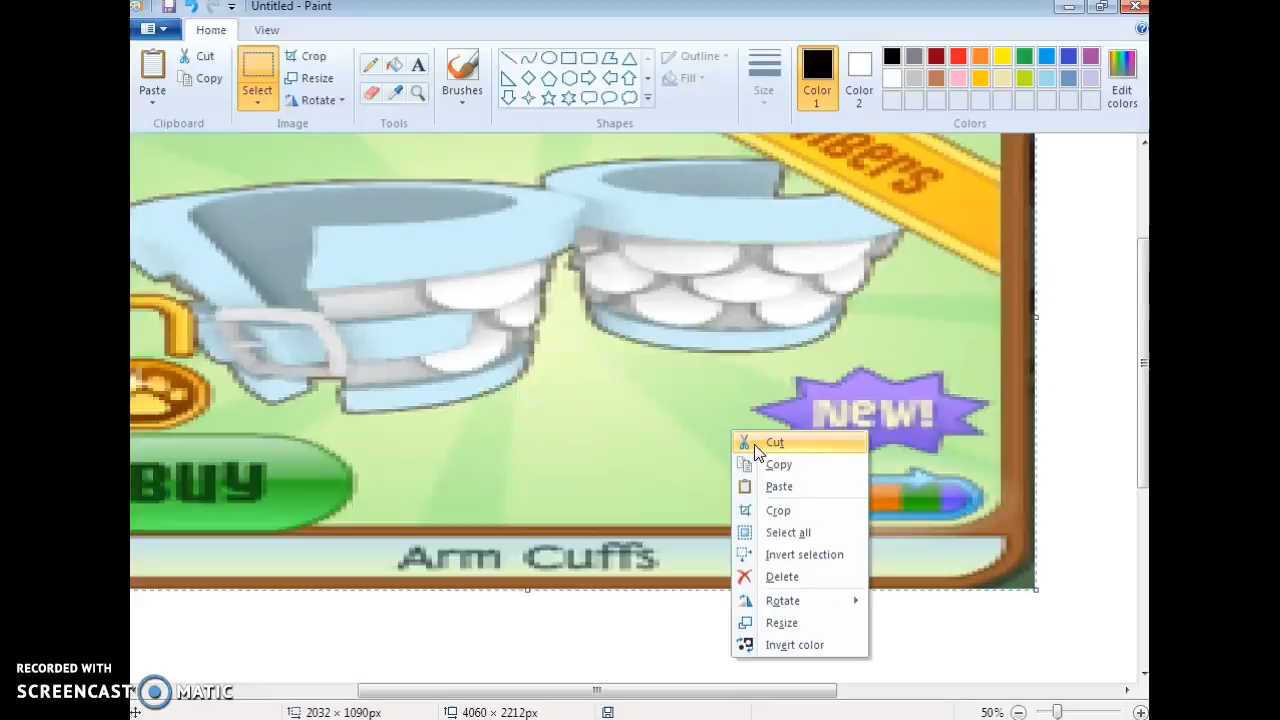 Untitled - Paint
Home
View
Cut
Copy
Paste
Clipboard
Select
Crop
Resize
Rotate
Image
A
Tools
Brushes
Shapes
Outline
Fill
Size
Color 1
Color 2
Edit colors
Colors
mbers
NEW!
BUY
Arm Cuffs
Cut
Copy
Paste
Crop
Select all
Invert selection
Delete
Rotate
Resize
Invert color
RECORDED WITH
SCREENCAST MATIC
2032 × 1090px
4060 × 2212px
50%